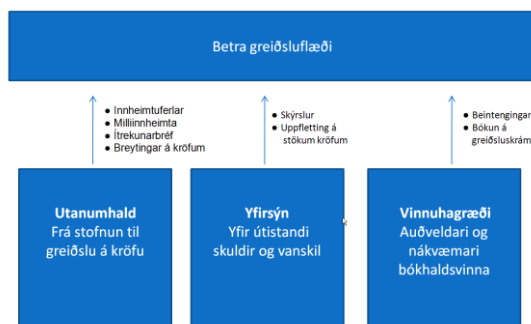 Betra greiðsluflæði
● Innheimtuferlar
● Milliinnheimta
● Ítrekunarbréf
● Breytingar á kröfum
● Skýrslur
● Uppfletting á
stökum kröfum
● Beintengingar
● Bókun á
greiðsluskrám
Utanumhald
Frá stofnun til
greiðslu á kröfu
Yfirsýn
Yfir útistandi
skuldir og vanskil
Vinnuhagræði
Auðveldari og
nákvæmari
bókhaldsvinna